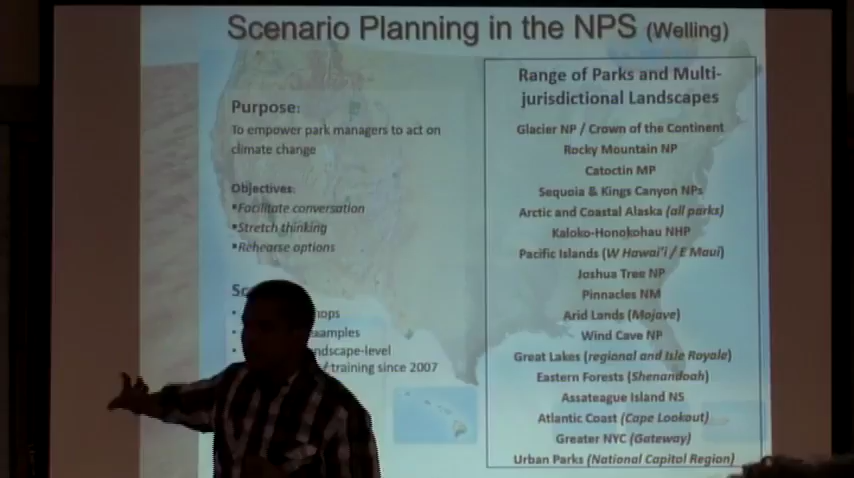 Scenario Planning in the NPS (Welling)
Purpose:
To empower park managers to act on
climate change
Objectives:
▪Facilitate conversation
▪Stretch thinking
▪Rehearse options
/ training since 2007
Range of Parks and Multi-
jurisdictional Landscapes
Glacier NP / Crown of the Continent
Rocky Mountain NP
Catoctin MP
Sequoia & Kings Canyon NPs
Arctic and Coastal Alaska (all parks)
Kaloko-Honokohau NHP
Pacific Islands (W Hawai'i / E Maui)
Joshua Tree NP
Pinnacles NM
Arid Lands (Mojave)
Wind Cave NP
Great Lakes (regional and Isle Royale)
Eastern Forests (Shenandoah)
Assateague Island NS
Atlantic Coast (Cape Lookout)
Greater NYC (Gateway)
Urban Parks (National Capital Region)